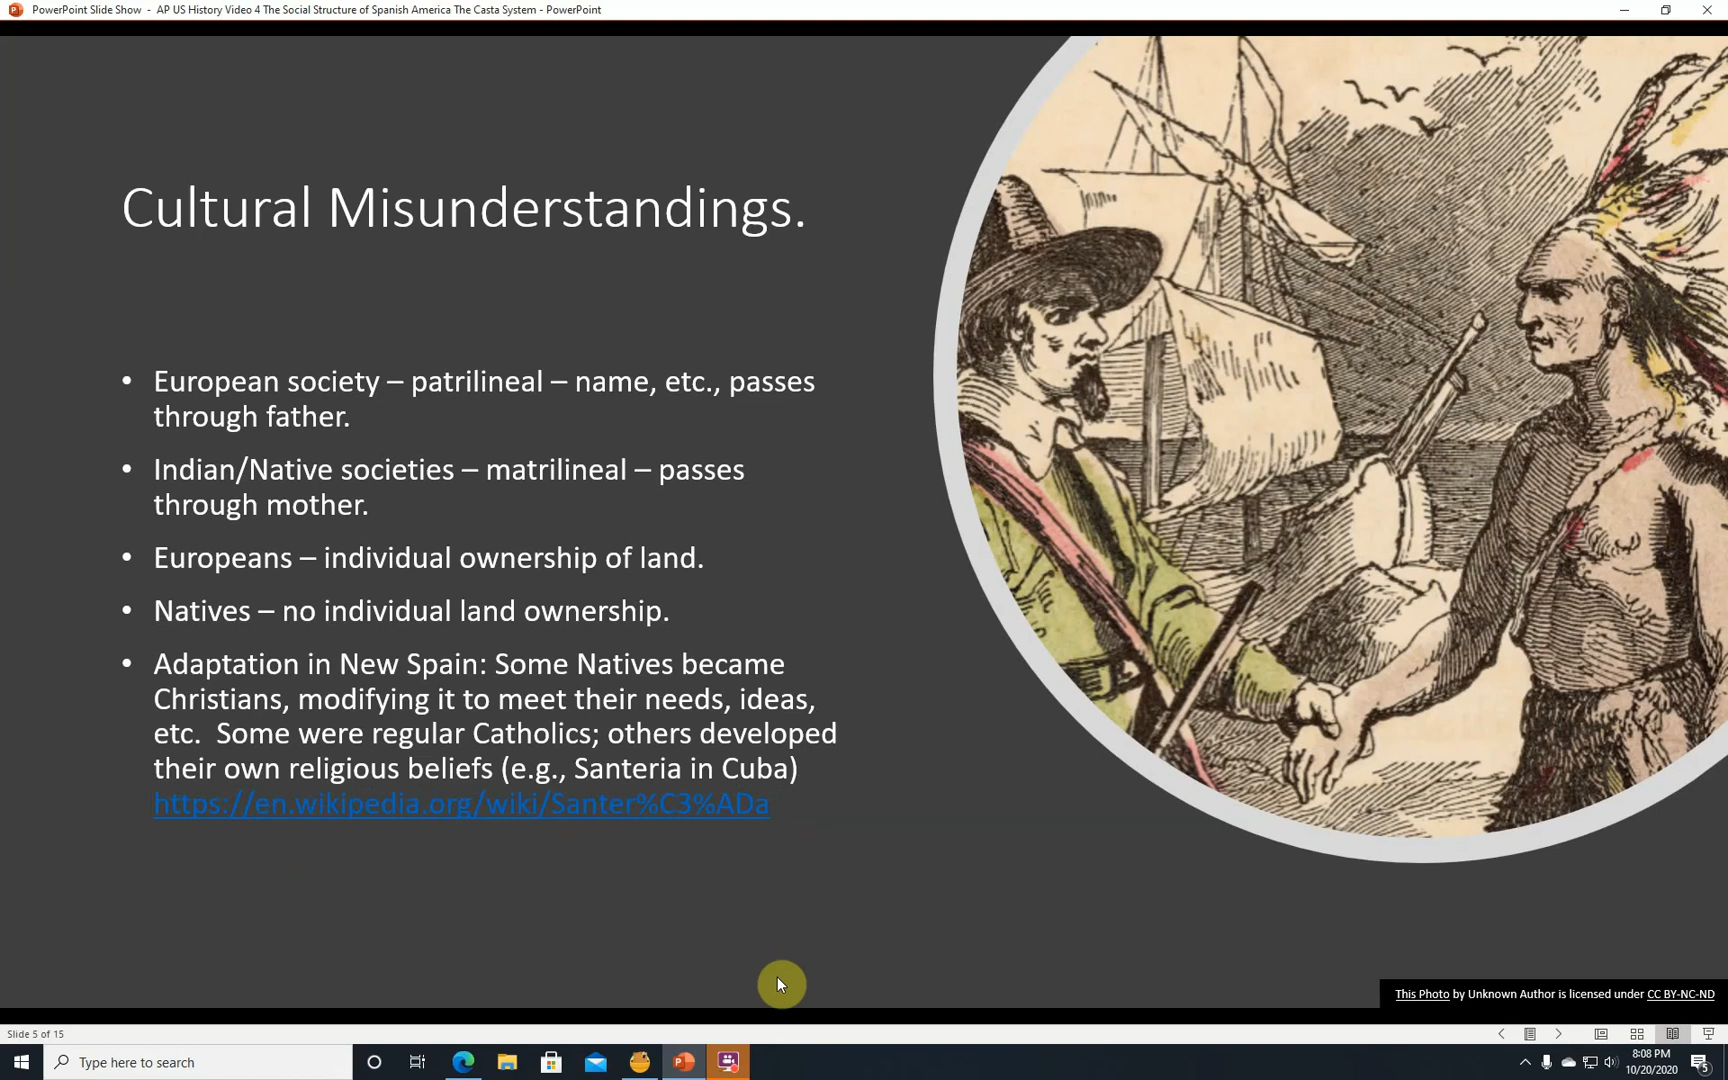 PowerPoint Slide Show - AP US History Video 4 The Social Structure of Spanish America The Casta System - PowerPoint
Cultural Misunderstandings.
• European society – patrilineal – name, etc., passes
through father.
• Indian/Native societies – matrilineal – passes
through mother.
• Europeans – individual ownership of land.
• Natives – no individual land ownership.
• Adaptation in New Spain: Some Natives became
Christians, modifying it to meet their needs, ideas,
etc.  Some were regular Catholics; others developed
their own religious beliefs (e.g., Santeria in Cuba)
https://en.wikipedia.org/wiki/Santer%C3%ADa
This Photo by Unknown Author is licensed under CC BY-NC-ND
Slide 5 of 15
Type here to search
8:08 PM
10/20/2020
5